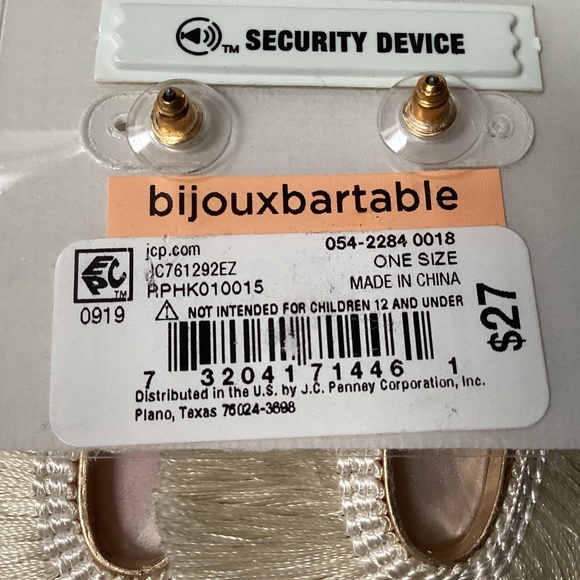 TM SECURITY DEVICE
bijouxbartable
EPC TM
0919
jcp.com
JC761292EZ
RPHK010015
054-2284 0018
ONE SIZE
MADE IN CHINA
$27
NOT INTENDED FOR CHILDREN 12 AND UNDER
7 32041 71446 1
Distributed in the U.S. by J.C. Penney Corporation, Inc.
Plano, Texas 75024-3698